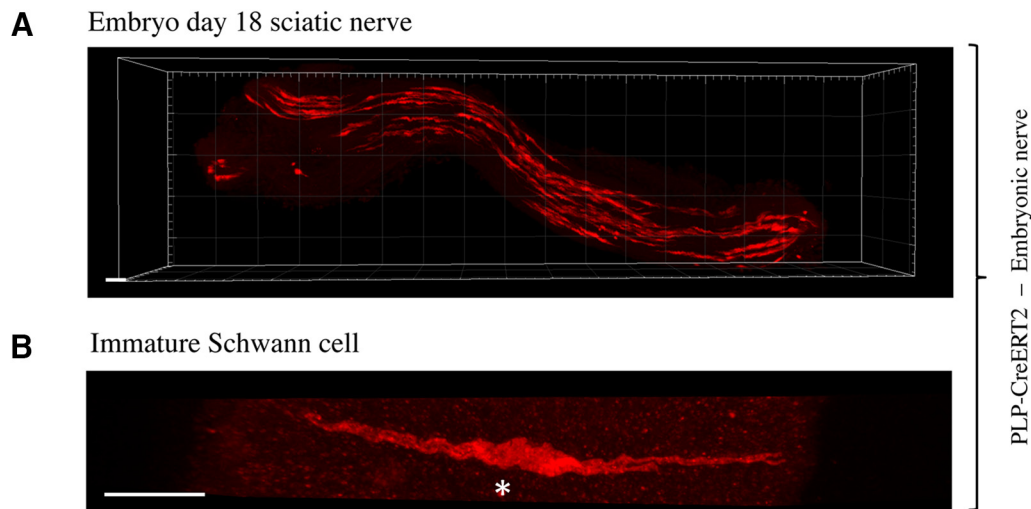 A
Embryo day 18 sciatic nerve
B
Immature Schwann cell
*
PLP-CreERT2 – Embryonic nerve